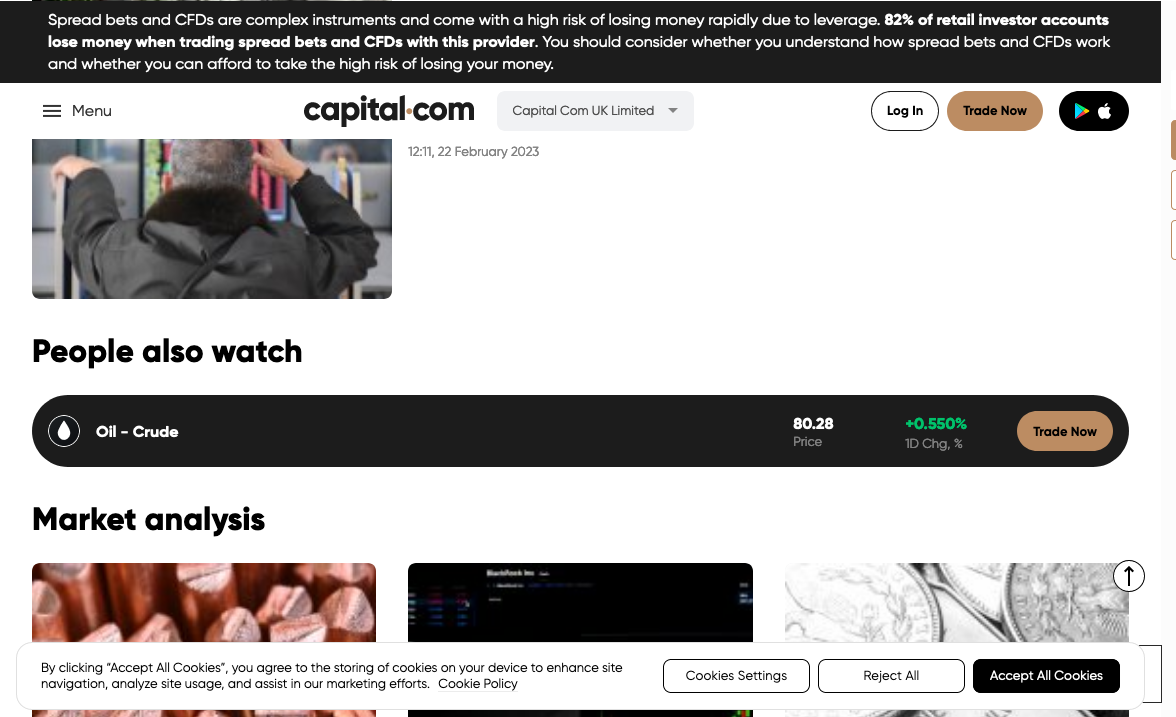 Spread bets and CFDs are complex instruments and come with a high risk of losing money rapidly due to leverage. 82% of retail investor accounts
lose money when trading spread bets and CFDs with this provider. You should consider whether you understand how spread bets and CFDs work
and whether you can afford to take the high risk of losing your money.
Menu
capital.com
Capital Com UK Limited
Log In
Trade Now
12:11, 22 February 2023
People also watch
Oil - Crude
80.28
Price
+0.550%
1D Chg, %
Trade Now
Market analysis
By clicking “Accept All Cookies”, you agree to the storing of cookies on your device to enhance site
navigation, analyze site usage, and assist in our marketing efforts. Cookie Policy
Cookies Settings
Reject All
Accept All Cookies